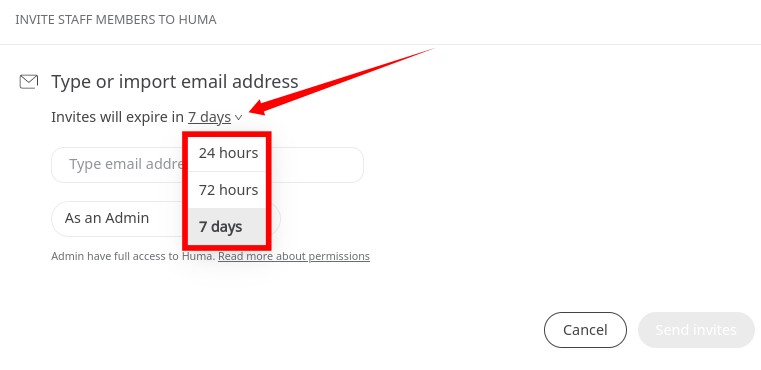 INVITE STAFF MEMBERS TO HUMA
Type or import email address
Invites will expire in 7 days
24 hours
Type email addre
72 hours
As an Admin
7 days
Admin have full access to Huma. Read more about permissions
Cancel
Send invites